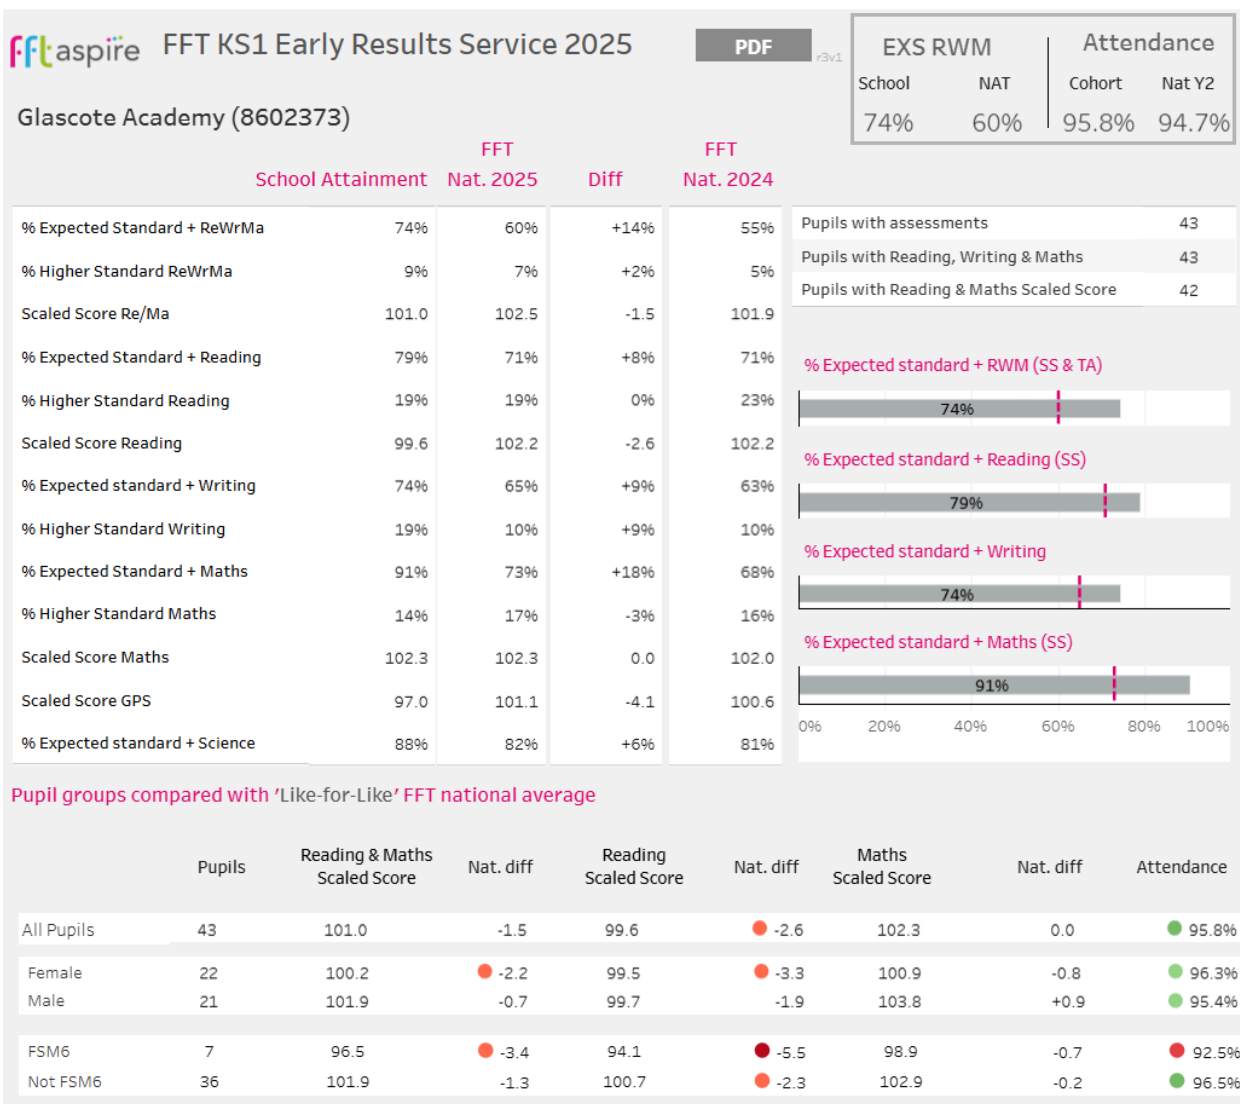 fft aspire FFT KS1 Early Results Service 2025 PDF r3v1
EXS RWM Attendance
School NAT Cohort Nat Y2
74% 60% 95.8% 94.7%
Glascote Academy (8602373)
FFT FFT
School Attainment Nat. 2025 Diff Nat. 2024
% Expected Standard + ReWrMa 74% 60% +14% 55%
% Higher Standard ReWrMa 9% 7% +2% 5%
Scaled Score Re/Ma 101.0 102.5 -1.5 101.9
% Expected Standard + Reading 79% 71% +8% 71%
% Higher Standard Reading 19% 19% 0% 23%
Scaled Score Reading 99.6 102.2 -2.6 102.2
% Expected standard + Writing 74% 65% +9% 63%
% Higher Standard Writing 19% 10% +9% 10%
% Expected Standard + Maths 91% 73% +18% 68%
% Higher Standard Maths 14% 17% -3% 16%
Scaled Score Maths 102.3 102.3 0.0 102.0
Scaled Score GPS 97.0 101.1 -4.1 100.6
% Expected standard + Science 88% 82% +6% 81%
Pupils with assessments 43
Pupils with Reading, Writing & Maths 43
Pupils with Reading & Maths Scaled Score 42
% Expected standard + RWM (SS & TA)
74%
% Expected standard + Reading (SS)
79%
% Expected standard + Writing
74%
% Expected standard + Maths (SS)
91%
0% 20% 40% 60% 80% 100%
Pupil groups compared with 'Like-for-Like' FFT national average
Reading & Maths Reading Maths
Pupils Scaled Score Nat. diff Scaled Score Nat. diff Scaled Score Nat. diff Attendance
All Pupils 43 101.0 -1.5 99.6 -2.6 102.3 0.0 95.8%
Female 22 100.2 -2.2 99.5 -3.3 100.9 -0.8 96.3%
Male 21 101.9 -0.7 99.7 -1.9 103.8 +0.9 95.4%
FSM6 7 96.5 -3.4 94.1 -5.5 98.9 -0.7 92.5%
Not FSM6 36 101.9 -1.3 100.7 -2.3 102.9 -0.2 96.5%